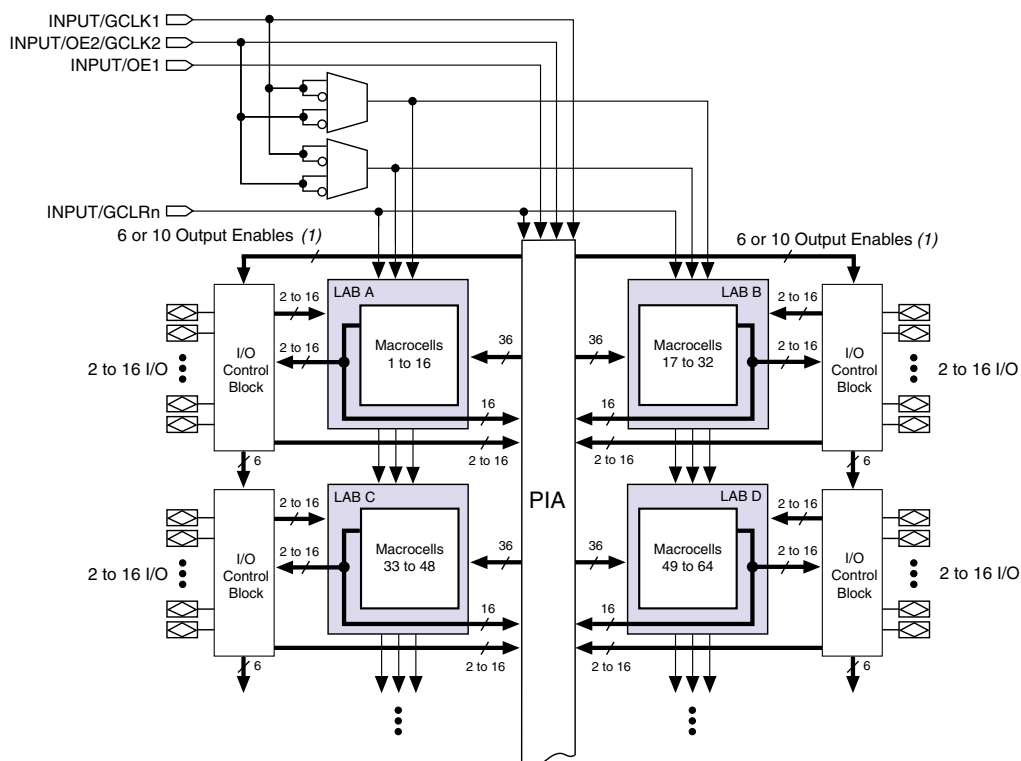 INPUT/GCLK1
INPUT/OE2/GCLK2
INPUT/OE1
INPUT/GCLRn
6 or 10 Output Enables (1)
6 or 10 Output Enables (1)
LAB A
LAB B
2 to 16
2 to 16
2 to 16 I/O
I/O
Control
Block
2 to 16
Macrocells
1 to 16
36
36
Macrocells
17 to 32
2 to 16
I/O
Control
Block
2 to 16 I/O
16
16
2 to 16
2 to 16
6
6
PIA
LAB C
LAB D
2 to 16
2 to 16
2 to 16 I/O
I/O
Control
Block
2 to 16
Macrocells
33 to 48
36
36
Macrocells
49 to 64
2 to 16
I/O
Control
Block
2 to 16 I/O
16
16
2 to 16
2 to 16
6
6